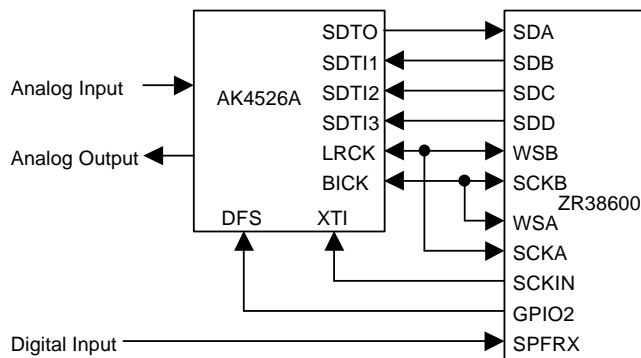 SDTO
SDA
SDTI1
SDB
Analog Input
AK4526A
SDTI2
SDC
SDTI3
SDD
Analog Output
LRCK
WSB
BICK
SCKB
ZR38600
DFS
XTI
WSA
SCKA
SCKIN
GPIO2
Digital Input
SPFRX